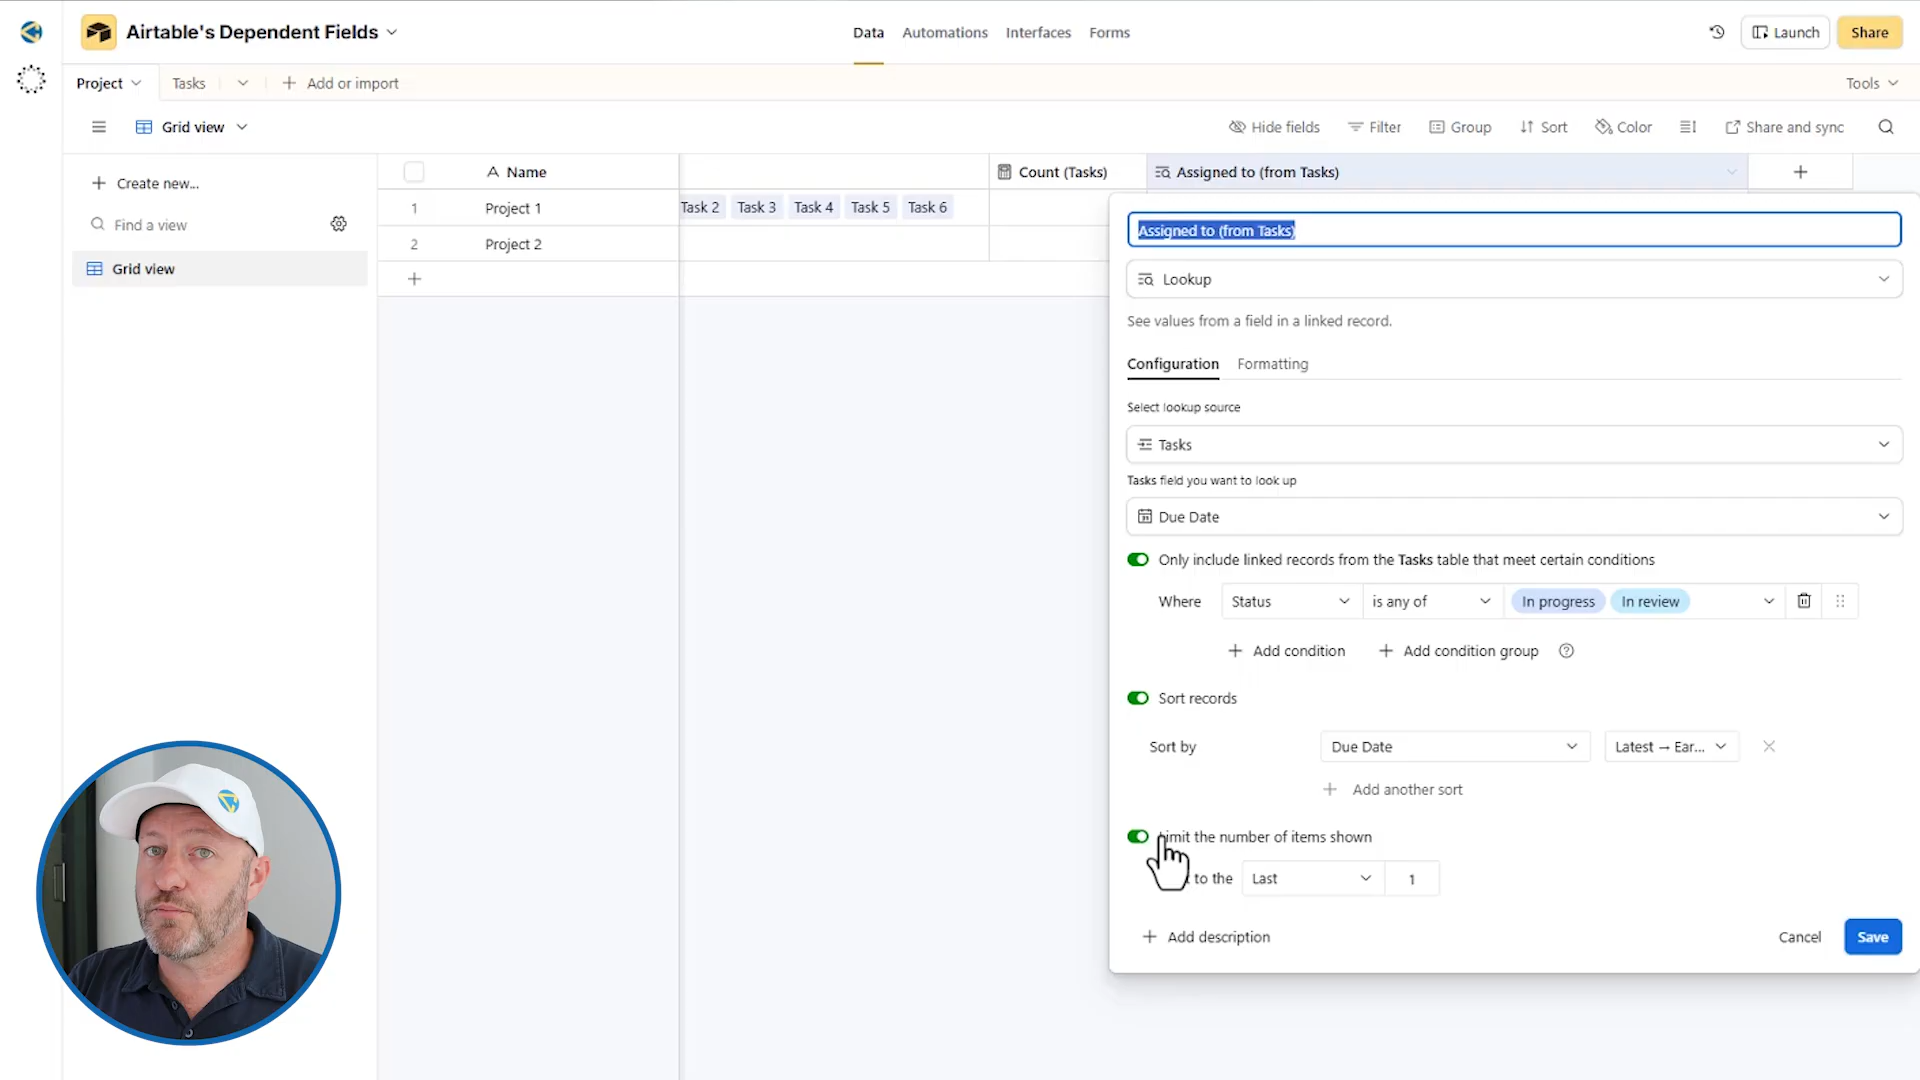 Airtable's Dependent Fields
Data
Automations
Interfaces
Forms
Launch
Share
Project
Tasks
Add or import
Tools
Grid view
Hide fields
Filter
Group
Sort
Color
Share and sync
Create new...
Find a view
Grid view
Name
Count (Tasks)
Assigned to (from Tasks)
1
Project 1
Task 2
Task 3
Task 4
Task 5
Task 6
2
Project 2
Assigned to (from Tasks)
Lookup
See values from a field in a linked record.
Configuration
Formatting
Select lookup source
Tasks
Tasks field you want to look up
Due Date
Only include linked records from the Tasks table that meet certain conditions
Where
Status
is any of
In progress
In review
Add condition
Add condition group
Sort records
Sort by
Due Date
Latest → Ear...
Add another sort
Limit the number of items shown
to the
Last
1
Add description
Cancel
Save